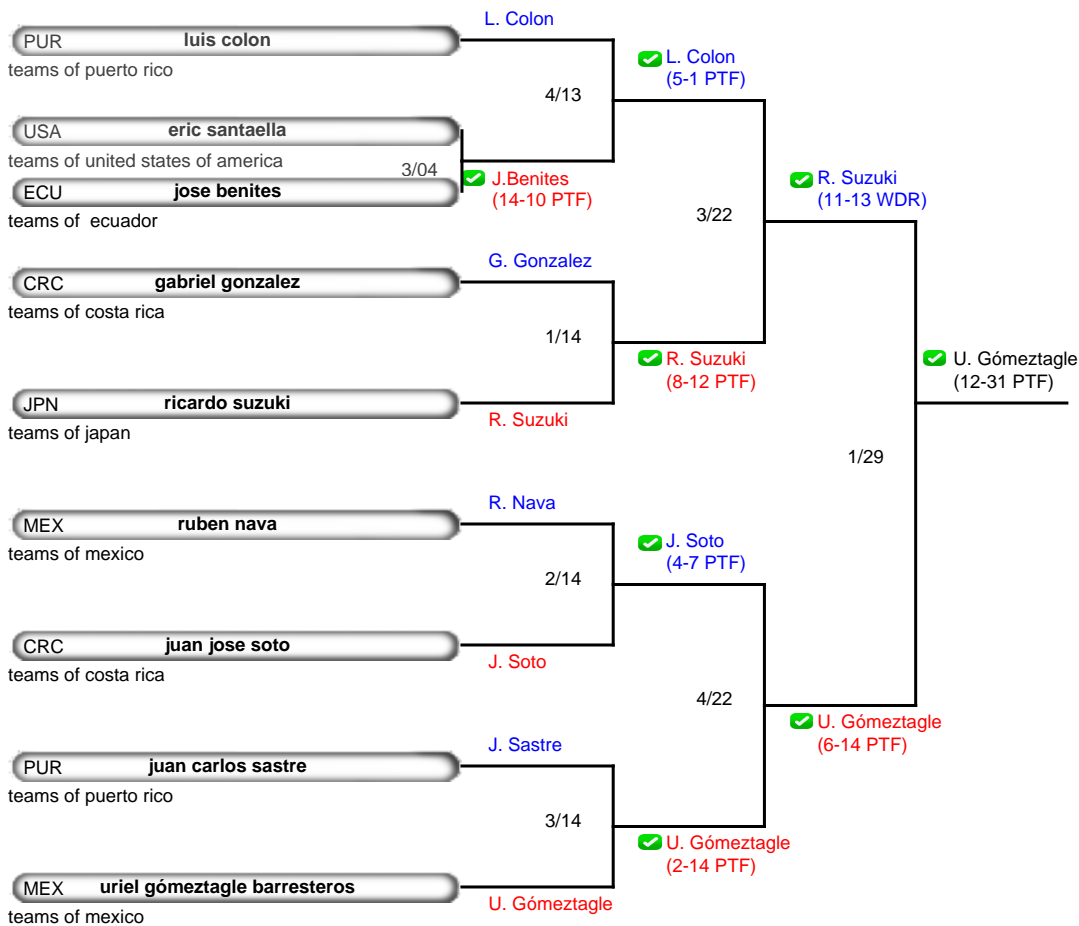 L. Colon
PUR luis colon
teams of puerto rico
L. Colon
(5-1 PTF)
4/13
USA eric santaella
teams of united states of america
3/04
J.Benites
(14-10 PTF)
ECU jose benites
teams of  ecuador
R. Suzuki
(11-13 WDR)
3/22
G. Gonzalez
CRC gabriel gonzalez
teams of costa rica
1/14
R. Suzuki
(8-12 PTF)
U. Gómeztagle
(12-31 PTF)
JPN ricardo suzuki
teams of japan
R. Suzuki
1/29
R. Nava
MEX ruben nava
teams of mexico
J. Soto
(4-7 PTF)
2/14
CRC juan jose soto
teams of costa rica
J. Soto
4/22
U. Gómeztagle
(6-14 PTF)
J. Sastre
PUR juan carlos sastre
teams of puerto rico
3/14
U. Gómeztagle
(2-14 PTF)
MEX uriel gómeztagle barresteros
teams of mexico
U. Gómeztagle